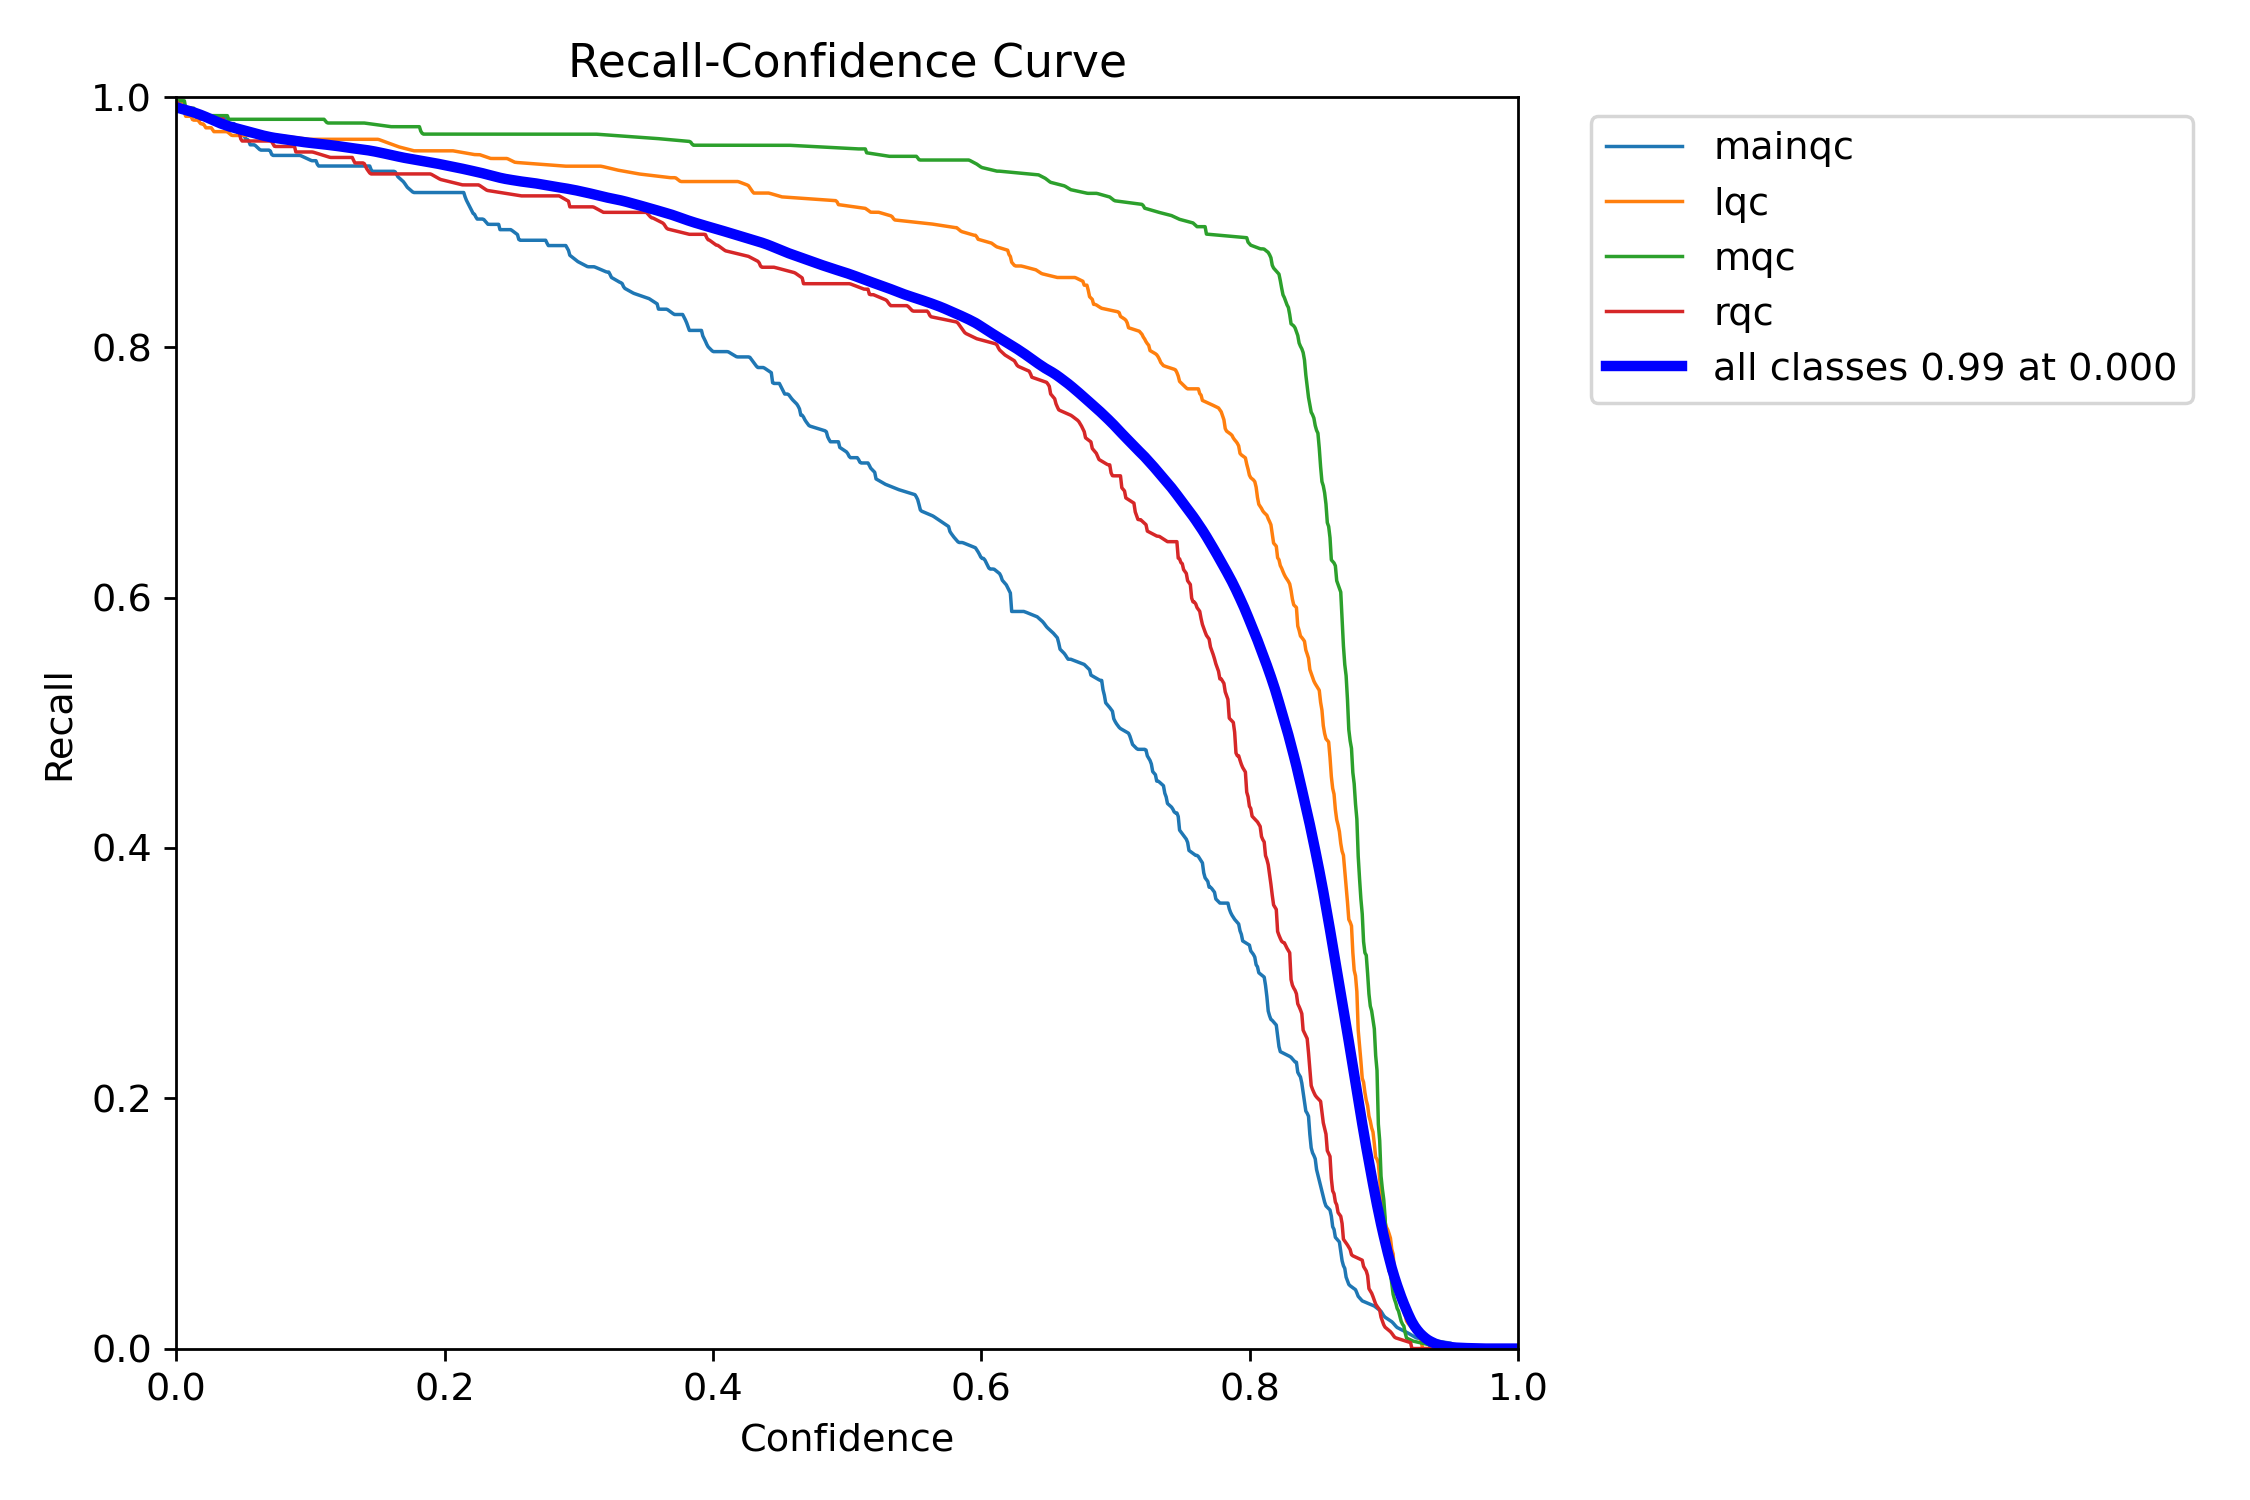 Recall-Confidence Curve
1.0
0.8
0.6
0.4
0.2
0.0
Recall
0.0 0.2 0.4 0.6 0.8 1.0
Confidence
mainqc
lqc
mqc
rqc
all classes 0.99 at 0.000